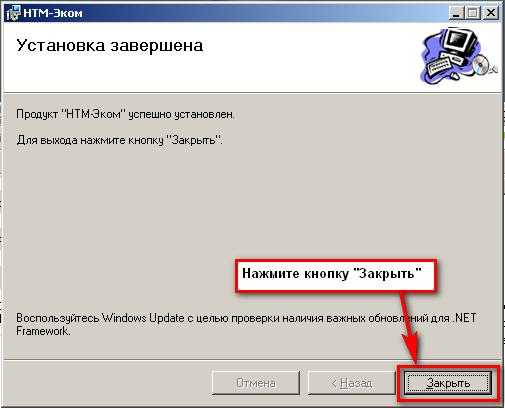 НТМ-Эком
Установка завершена
Продукт "НТМ-Эком" успешно установлен.
Для выхода нажмите кнопку "Закрыть".
Нажмите кнопку "Закрыть"
Воспользуйтесь Windows Update с целью проверки наличия важных обновлений для .NET
Framework.
Отмена
< Назад
Закрыть